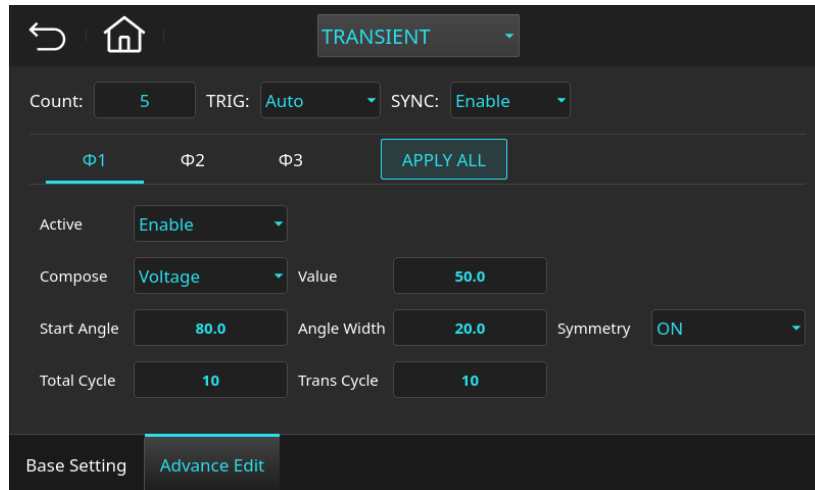 TRANSIENT
Count: 5 TRIG: Auto SYNC: Enable
Φ1 Φ2 Φ3 APPLY ALL
Active Enable
Compose Voltage Value 50.0
Start Angle 80.0 Angle Width 20.0 Symmetry ON
Total Cycle 10 Trans Cycle 10
Base Setting Advance Edit